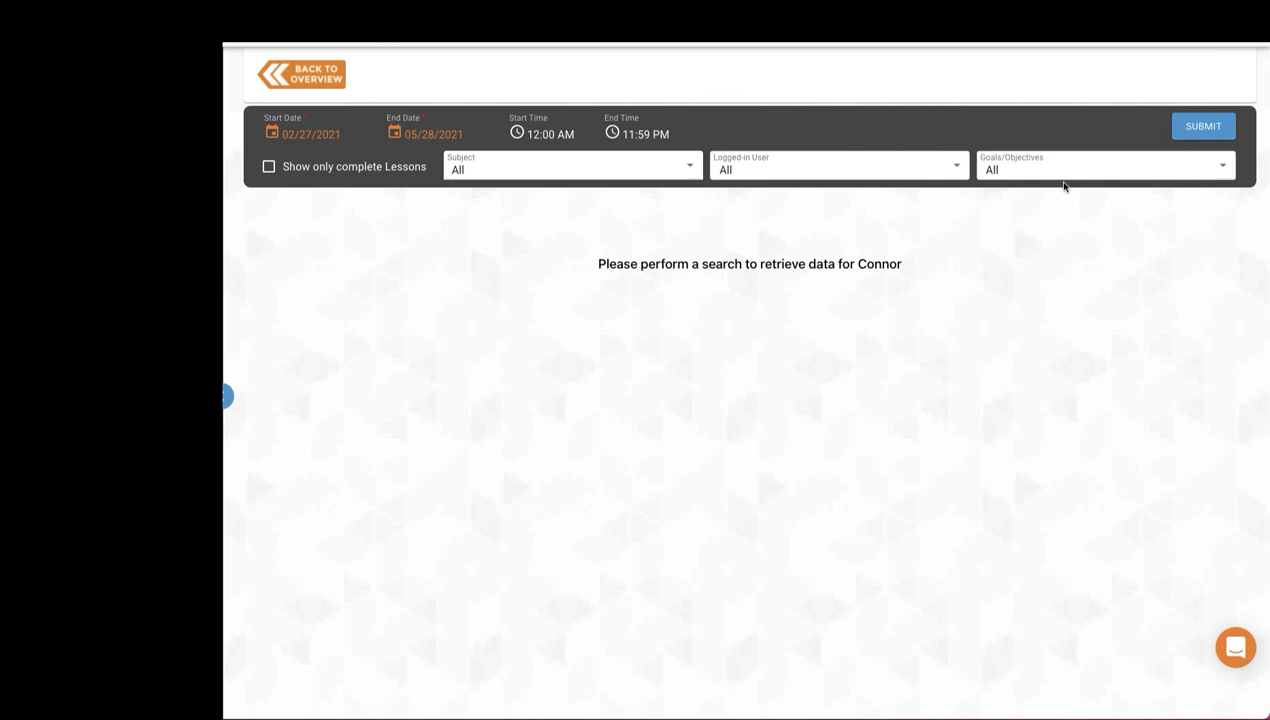 BACK TO
OVERVIEW
Start Date *
02/27/2021
End Date *
05/28/2021
Start Time
12:00 AM
End Time
11:59 PM
SUBMIT
Show only complete Lessons
Subject
All
Logged-in User
All
Goals/Objectives
All
Please perform a search to retrieve data for Connor